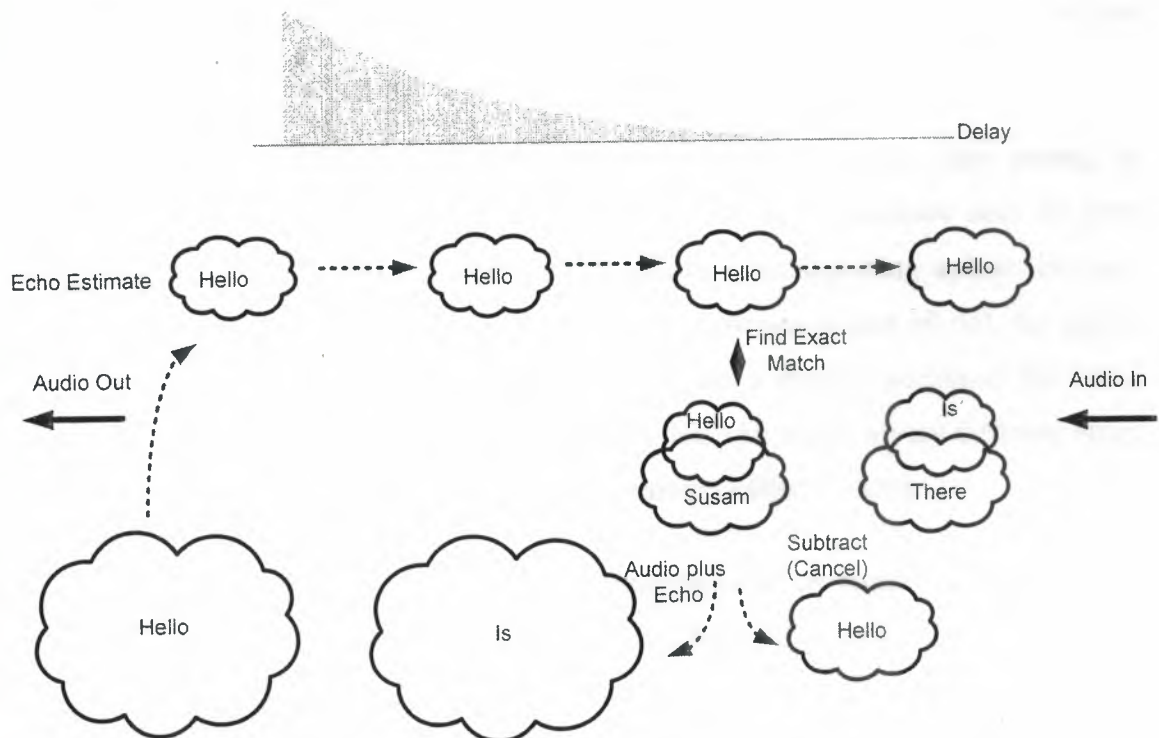 Delay
Echo Estimate
Hello
Hello
Hello
Hello
Find Exact
Match
Audio Out
Audio In
Hello
Susam
Is
There
Subtract
(Cancel)
Audio plus
Echo
Hello
Is
Hello